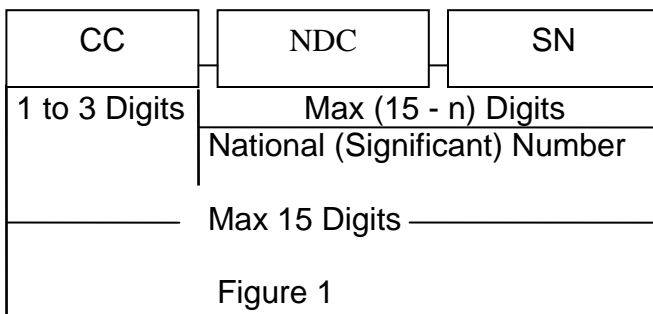 CC NDC SN
1 to 3 Digits Max (15 - n) Digits
National (Significant) Number
Max 15 Digits
Figure 1